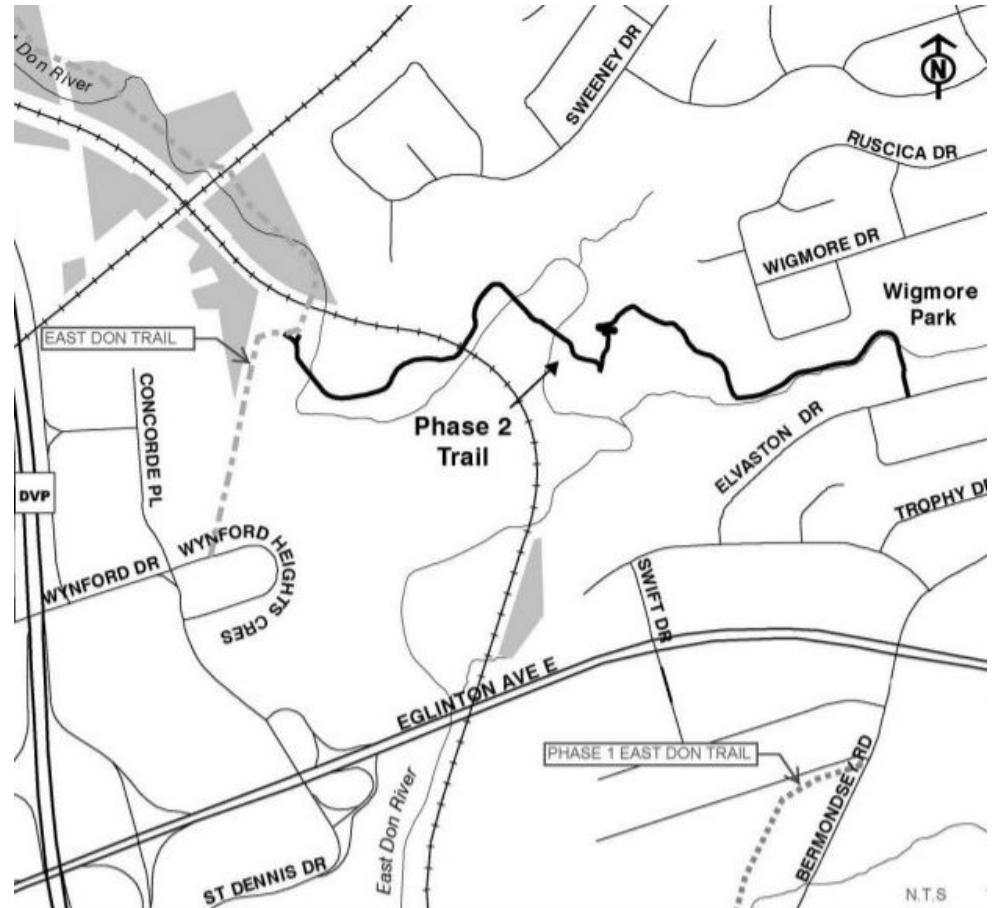 Don River
SWEENEY DR
N
RUSCICA DR
WIGMORE DR
Wigmore
Park
EAST DON TRAIL
CONCORDE PL
Phase 2
Trail
ELVASTON DR
TROPHY DR
DVP
WYNFORD DR
WYNFORD HEIGHTS CRES
SWIFT DR
EGLINTON AVE E
PHASE 1 EAST DON TRAIL
BERMONDSEY RD
East Don River
ST DENNIS DR
N.T.S